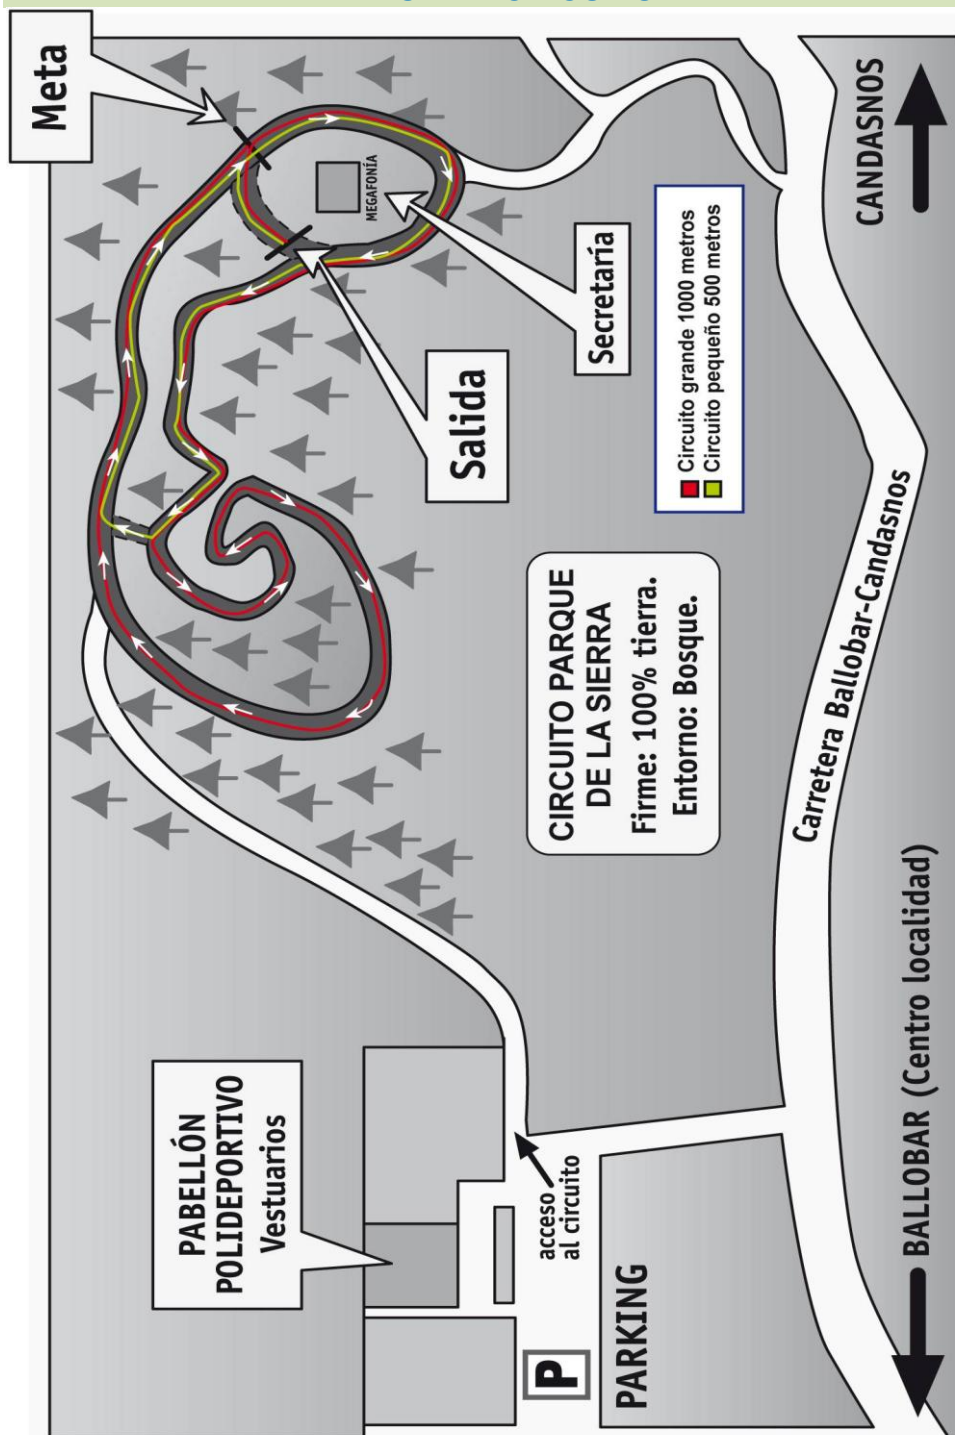 Meta
MEGAFONÍA
Salida
Secretaría
Circuito grande 1000 metros
Circuito pequeño 500 metros
CANDASNOS
CIRCUITO PARQUE
DE LA SIERRA
Firme: 100% tierra.
Entorno: Bosque.
Carretera Ballobar-Candasnos
PABELLÓN
POLIDEPORTIVO
Vestuarios
acceso
al circuito
P
PARKING
BALLOBAR (Centro localidad)